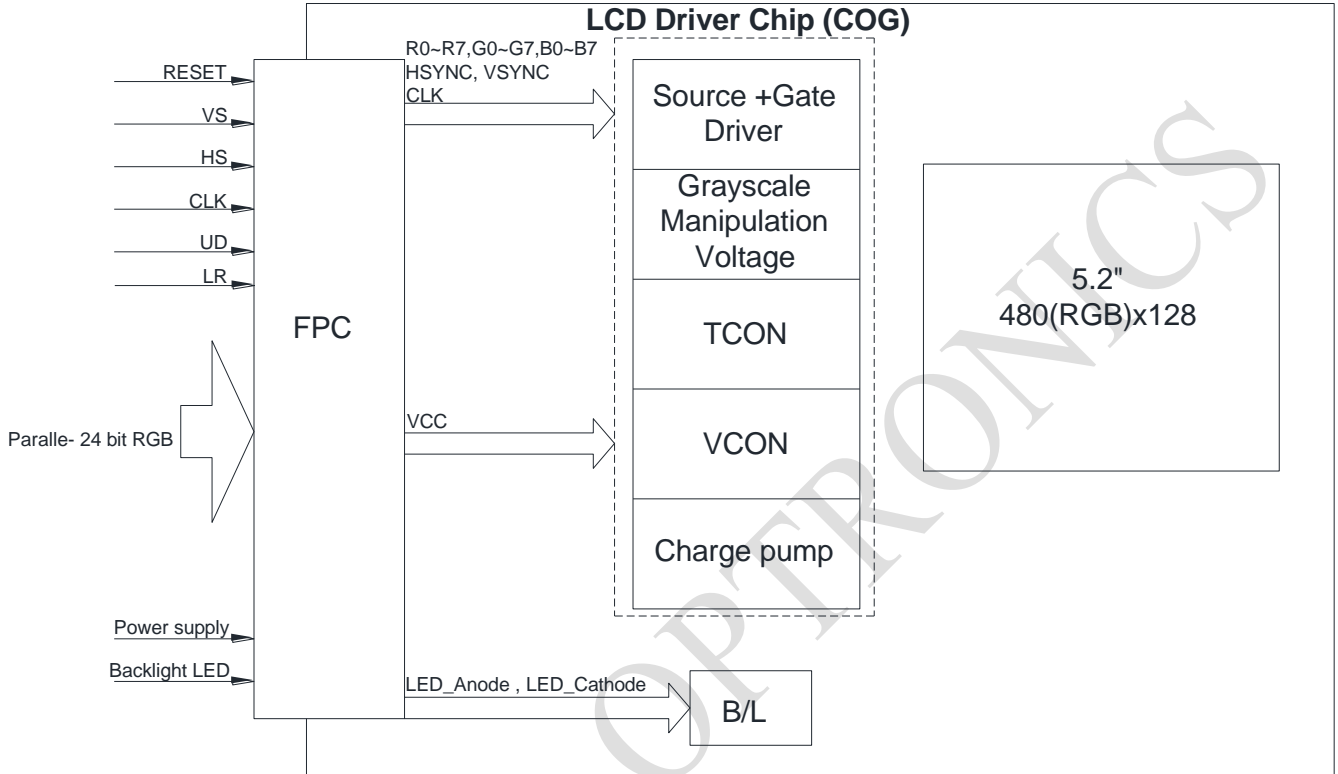 LCD Driver Chip (COG)
R0~R7,G0~G7,B0~B7
HSYNC, VSYNC
CLK
RESET
VS
HS
CLK
UD
LR
FPC
Paralle- 24 bit RGB
VCC
Power supply
Backlight LED
LED_Anode , LED_Cathode
Source +Gate
Driver
Grayscale
Manipulation
Voltage
TCON
VCON
Charge pump
B/L
5.2"
480(RGB)x128
OPTRONICS